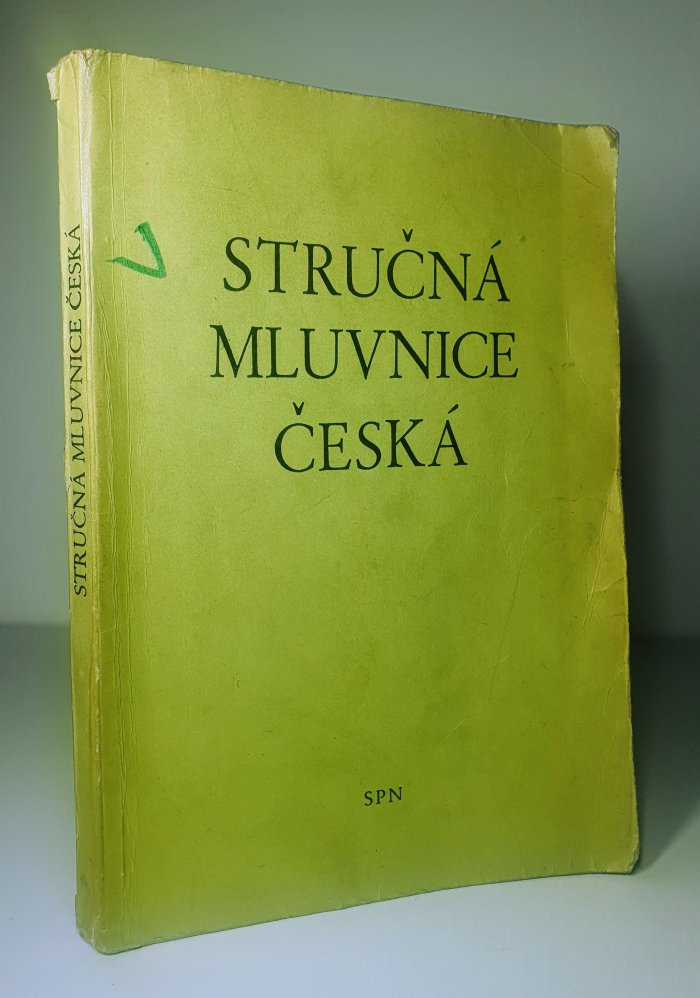 STRUČNÁ MLUVNICE ČESKÁ
STRUČNÁ
MLUVNICE
ČESKÁ
SPN